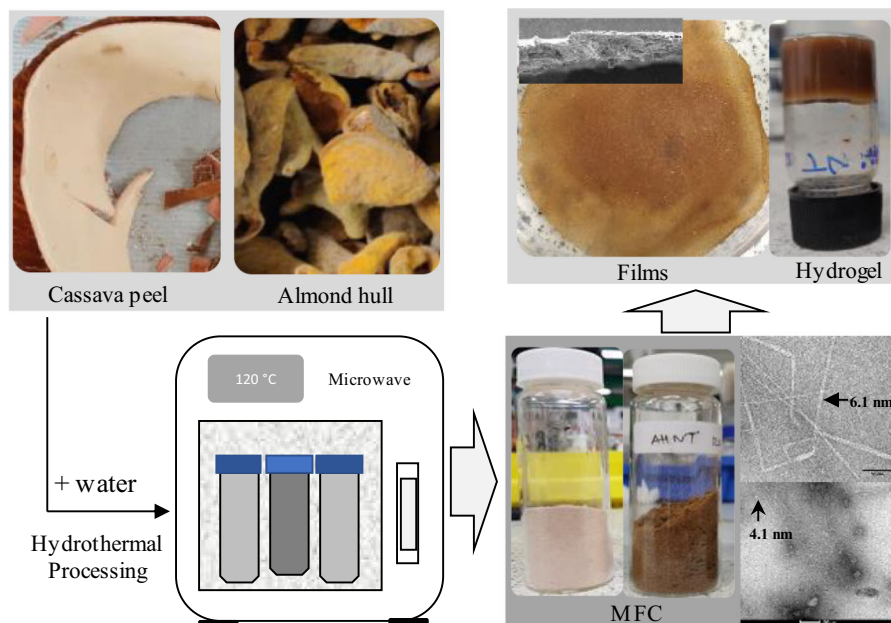 Cassava peel
Almond hull
Films
Hydrogel
120 °C
Microwave
+ water
Hydrothermal
Processing
AHNT
6.1 nm
4.1 nm
MFC